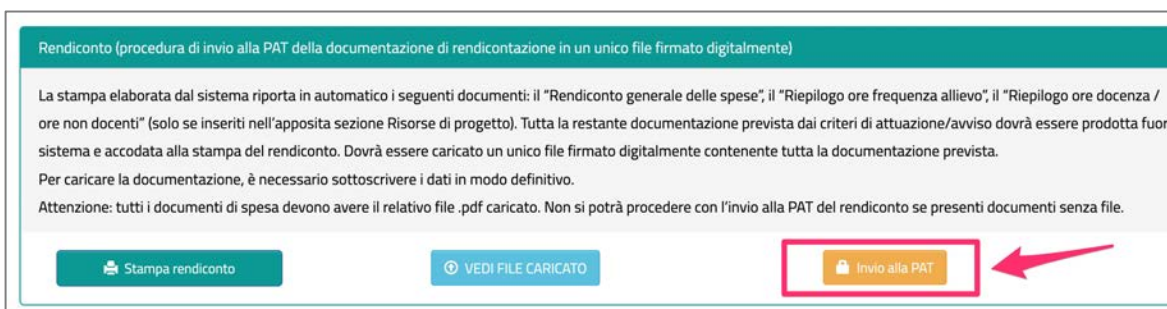 Rendiconto (procedura di invio alla PAT della documentazione di rendicontazione in un unico file firmato digitalmente)
La stampa elaborata dal sistema riporta in automatico i seguenti documenti: il "Rendiconto generale delle spese", il "Riepilogo ore frequenza allievo", il "Riepilogo ore docenza /
ore non docenti" (solo se inseriti nell'apposita sezione Risorse di progetto). Tutta la restante documentazione prevista dai criteri di attuazione/avviso dovrà essere prodotta fuor
sistema e accodata alla stampa del rendiconto. Dovrà essere caricato un unico file firmato digitalmente contenente tutta la documentazione prevista.
Per caricare la documentazione, è necessario sottoscrivere i dati in modo definitivo.
Attenzione: tutti i documenti di spesa devono avere il relativo file .pdf caricato. Non si potrà procedere con l'invio alla PAT del rendiconto se presenti documenti senza file.
Stampa rendiconto
VEDI FILE CARICATO
Invio alla PAT